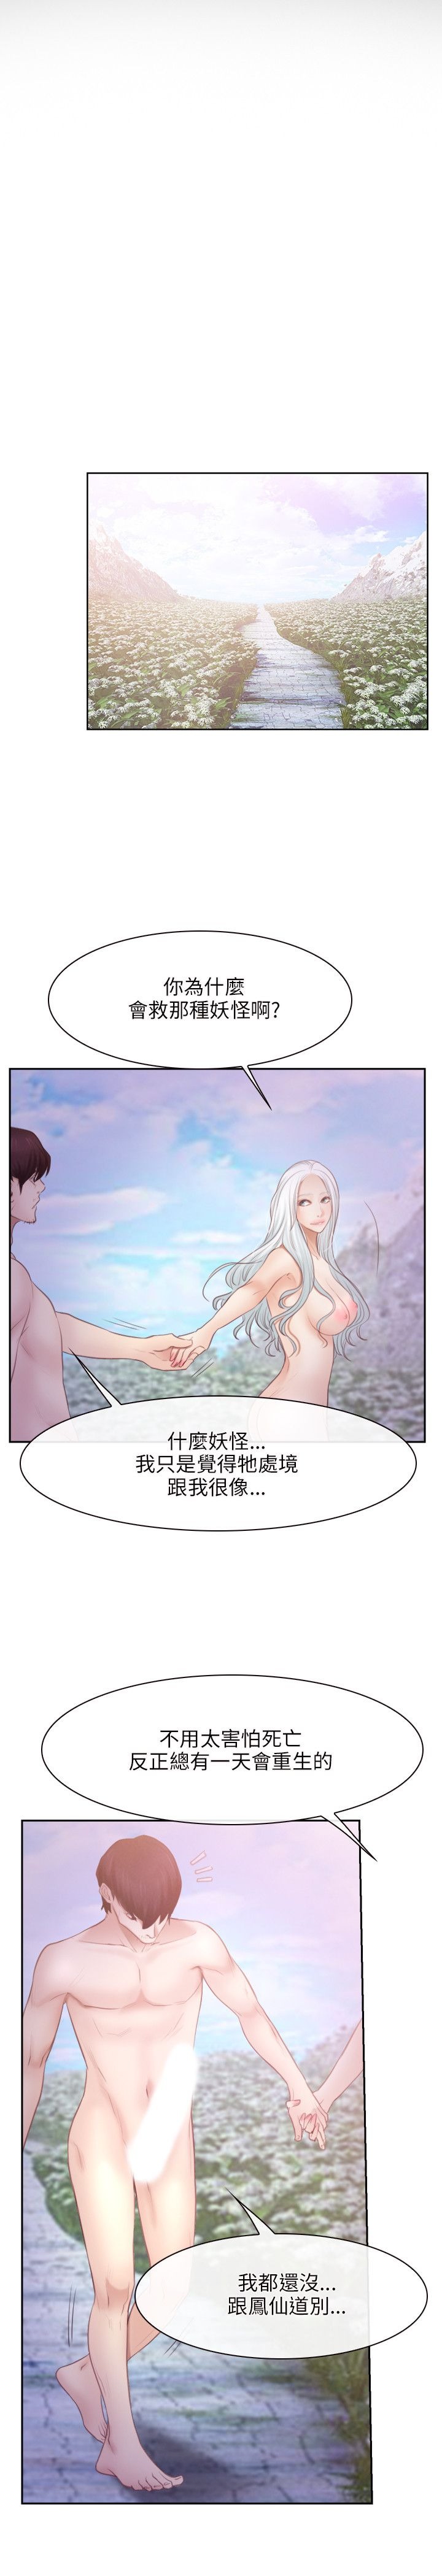 你為什麼
會救那種妖怪啊?
什麼妖怪...
我只是覺得牠處境
跟我很像...
不用太害怕死亡
反正總有一天會重生的
我都還沒...
跟鳳仙道別...